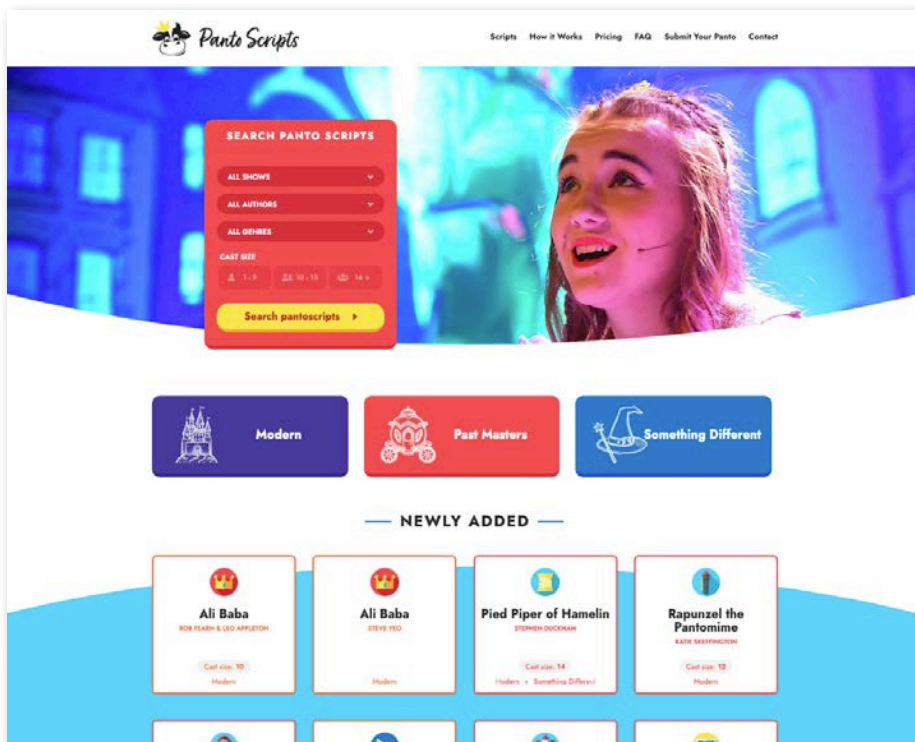 Panto Scripts
Scripts How it Works Pricing FAQ Submit Your Panto Contact
SEARCH PANTO SCRIPTS
ALL SHOWS
ALL AUTHORS
ALL GENRES
CAST SIZE
1 - 9 10 - 15 16 +
Search pantoscripts
Modern
Past Masters
Something Different
NEWLY ADDED
Ali Baba
ROB FEARN & LEO APPLETON
Cast size: 10
Modern
Ali Baba
STEVE YEO
Modern
Pied Piper of Hamelin
STEPHEN DUCKHAM
Cast size: 14
Modern • Something Different
Rapunzel the
Pantomime
KATIE SKEFFINGTON
Cast size: 12
Modern